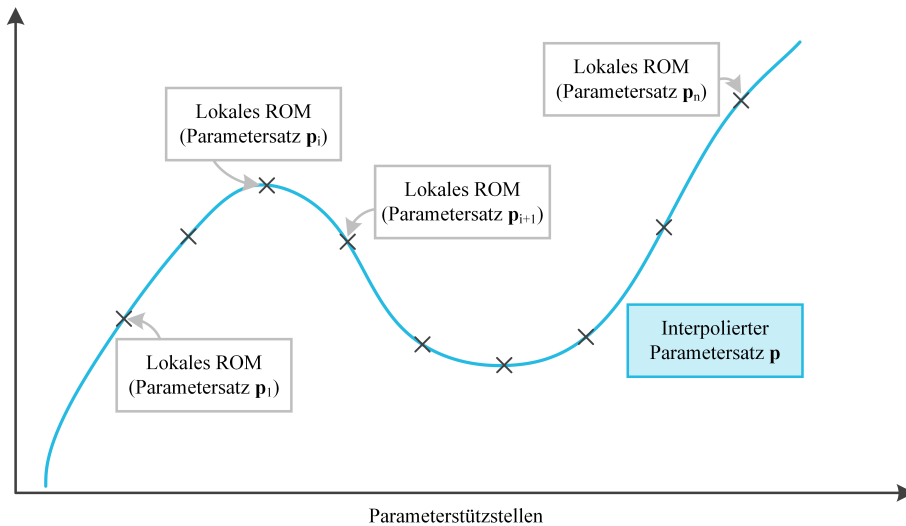 Lokales ROM
(Parametersatz pn)
Lokales ROM
(Parametersatz pi)
Lokales ROM
(Parametersatz pi+1)
Interpolierter
Parametersatz p
Lokales ROM
(Parametersatz p1)
Parameterstützstellen